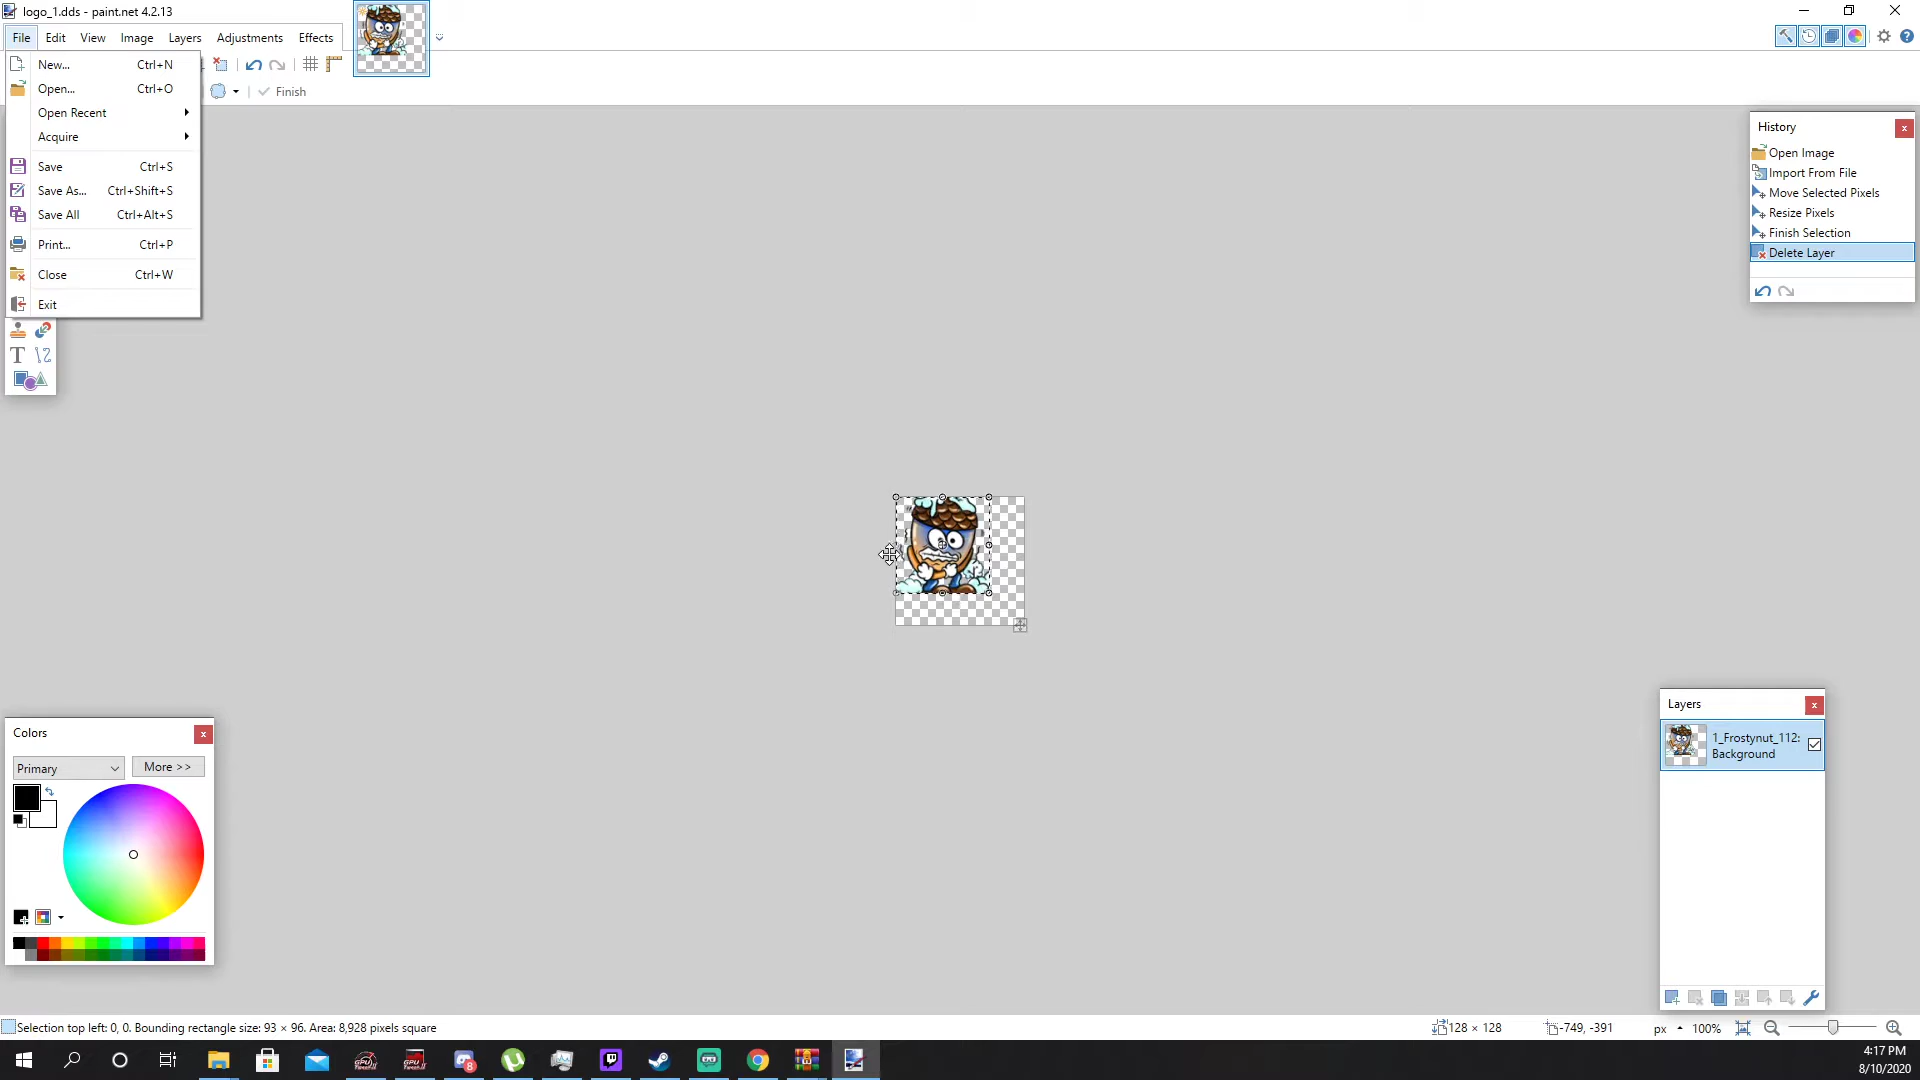 logo_1.dds - paint.net 4.2.13
File Edit View Image Layers Adjustments Effects
New... Ctrl+N
Open... Ctrl+O
Open Recent
Acquire
Save Ctrl+S
Save As... Ctrl+Shift+S
Save All Ctrl+Alt+S
Print... Ctrl+P
Close Ctrl+W
Exit
Finish
History
Open Image
Import From File
Move Selected Pixels
Resize Pixels
Finish Selection
Delete Layer
Colors
Primary
More >>
Layers
1_Frostynut_112:
Background
Selection top left: 0, 0. Bounding rectangle size: 93 × 96. Area: 8,928 pixels square
128 × 128
-749, -391
px
100%
4:17 PM
8/10/2020